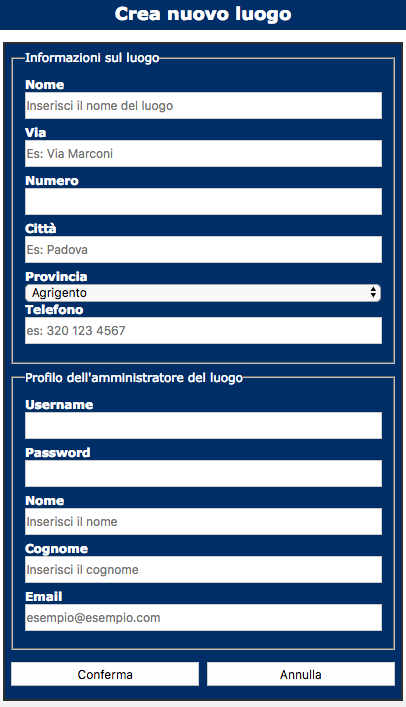 Crea nuovo luogo
Informazioni sul luogo
Nome
Inserisci il nome del luogo
Via
Es: Via Marconi
Numero
Città
Es: Padova
Provincia
Agrigento
Telefono
es: 320 123 4567
Profilo dell'amministratore del luogo
Username
Password
Nome
Inserisci il nome
Cognome
Inserisci il cognome
Email
esempio@esempio.com
Conferma Annulla